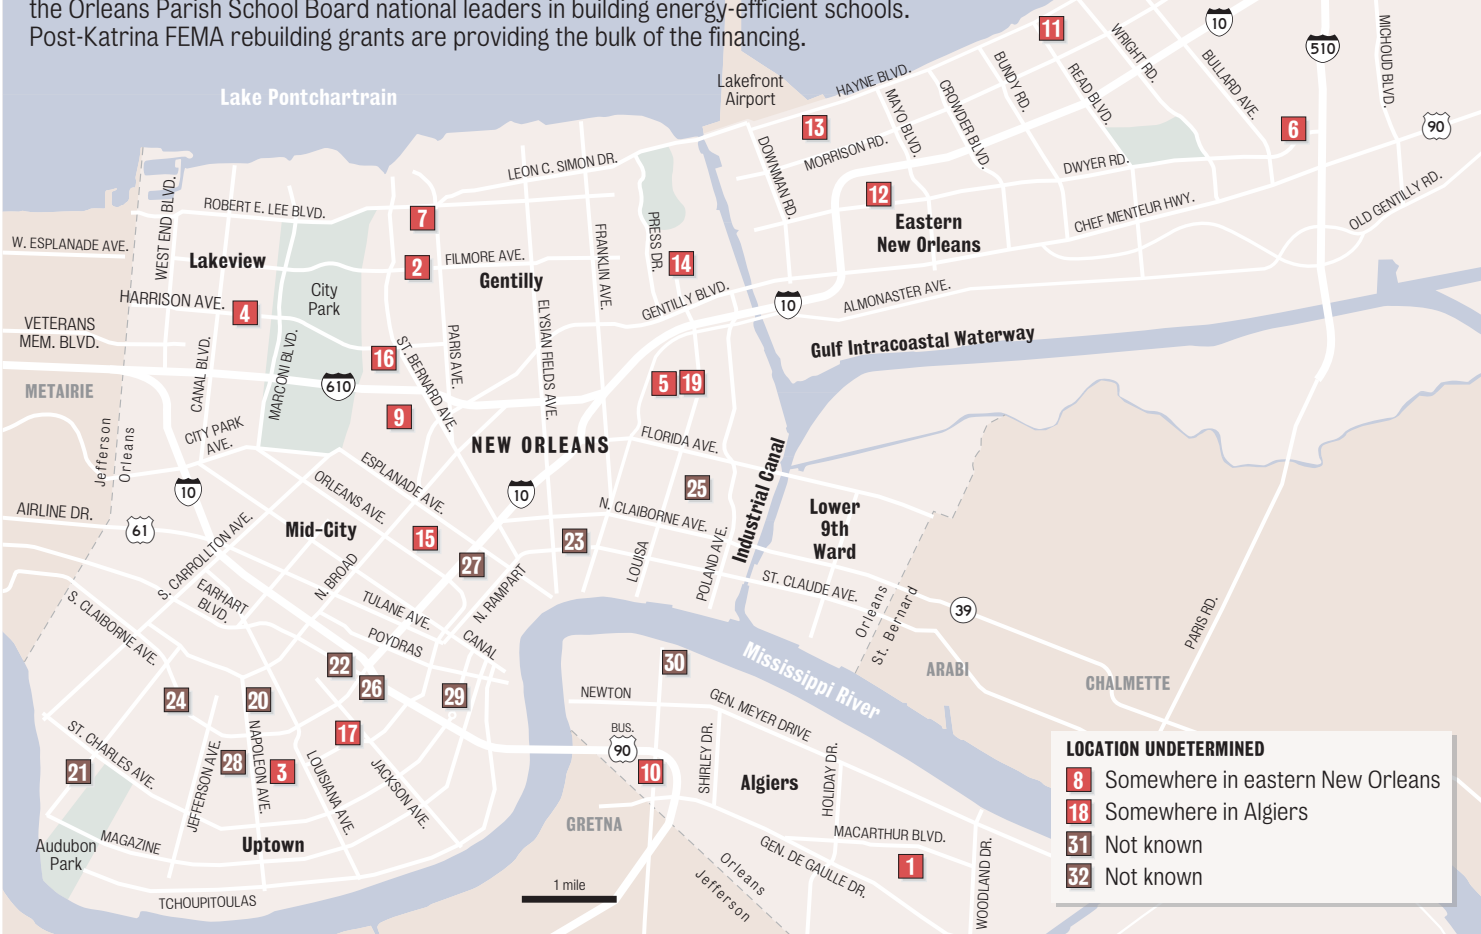 the Orleans Parish School Board national leaders in building energy-efficient schools.
Post-Katrina FEMA rebuilding grants are providing the bulk of the financing.
Lake Pontchartrain
Lakefront
Airport
HAYNE BLVD.
11
10
510
90
13
6
12
MORRISON RD.
MAYO BLVD.
CROWDER BLVD.
BUNDY RD.
READ BLVD.
WRIGHT RD.
BULLARD AVE.
MICHOUD BLVD.
DOWNMAN RD.
DWYER RD.
CHEF MENTEUR HWY.
OLD GENTILLY RD.
Eastern
New Orleans
LEON C. SIMON DR.
ROBERT E. LEE BLVD.
WEST END BLVD.
W. ESPLANADE AVE.
7
2
FILMORE AVE.
Lakeview
Gentilly
FRANKLIN AVE.
PRESS DR.
14
City
Park
HARRISON AVE.
4
GENTILLY BLVD.
10
ALMONASTER AVE.
VETERANS
MEM. BLVD.
Gulf Intracoastal Waterway
CANAL BLVD.
MARCONI BLVD.
16
ST. BERNARD AVE.
PARIS AVE.
ELYSIAN FIELDS AVE.
METAIRIE
610
5
19
9
CITY PARK
AVE.
NEW ORLEANS
FLORIDA AVE.
Jefferson
Orleans
ESPLANADE AVE.
ORLEANS AVE.
10
10
25
Industrial Canal
AIRLINE DR.
61
Mid-City
15
N. CLAIBORNE AVE.
Lower
9th
Ward
23
27
S. CARROLLTON AVE.
N. BROAD
LOUISA
POLAND AVE.
ST. CLAUDE AVE.
EARHART
BLVD.
TULANE AVE.
N. RAMPART
S. CLAIBORNE AVE.
POYDRAS
CANAL
Orleans
St. Bernard
39
PARIS RD.
22
26
30
Mississippi River
ARABI
CHALMETTE
24
20
29
NEWTON
GEN. MEYER DRIVE
17
ST. CHARLES AVE.
BUS.
90
21
28
3
10
JEFFERSON AVE.
NAPOLEON AVE.
LOUISIANA AVE.
JACKSON AVE.
SHIRLEY DR.
Algiers
HOLIDAY DR.
GRETNA
MACARTHUR BLVD.
Audubon
Park
MAGAZINE
Uptown
GEN. DE GAULLE DR.
1
WOODLAND DR.
Orleans
Jefferson
1 mile
TCHOUPITOULAS
LOCATION UNDETERMINED
8 Somewhere in eastern New Orleans
18 Somewhere in Algiers
31 Not known
32 Not known